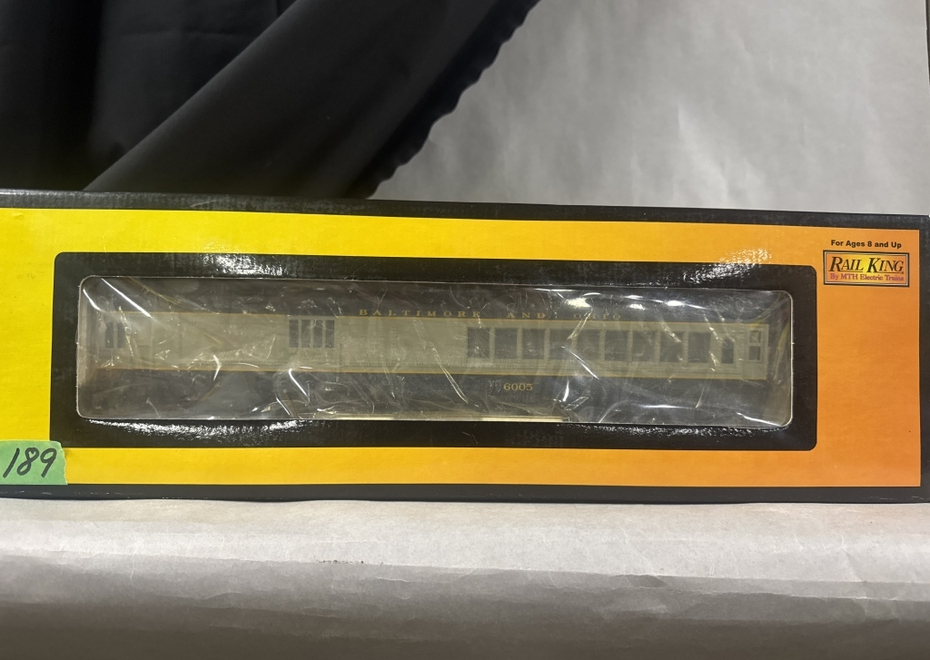 For Ages 8 and Up
RAIL KING
By MTH Electric Trains
BALTIMORE AND OHIO
6005
189